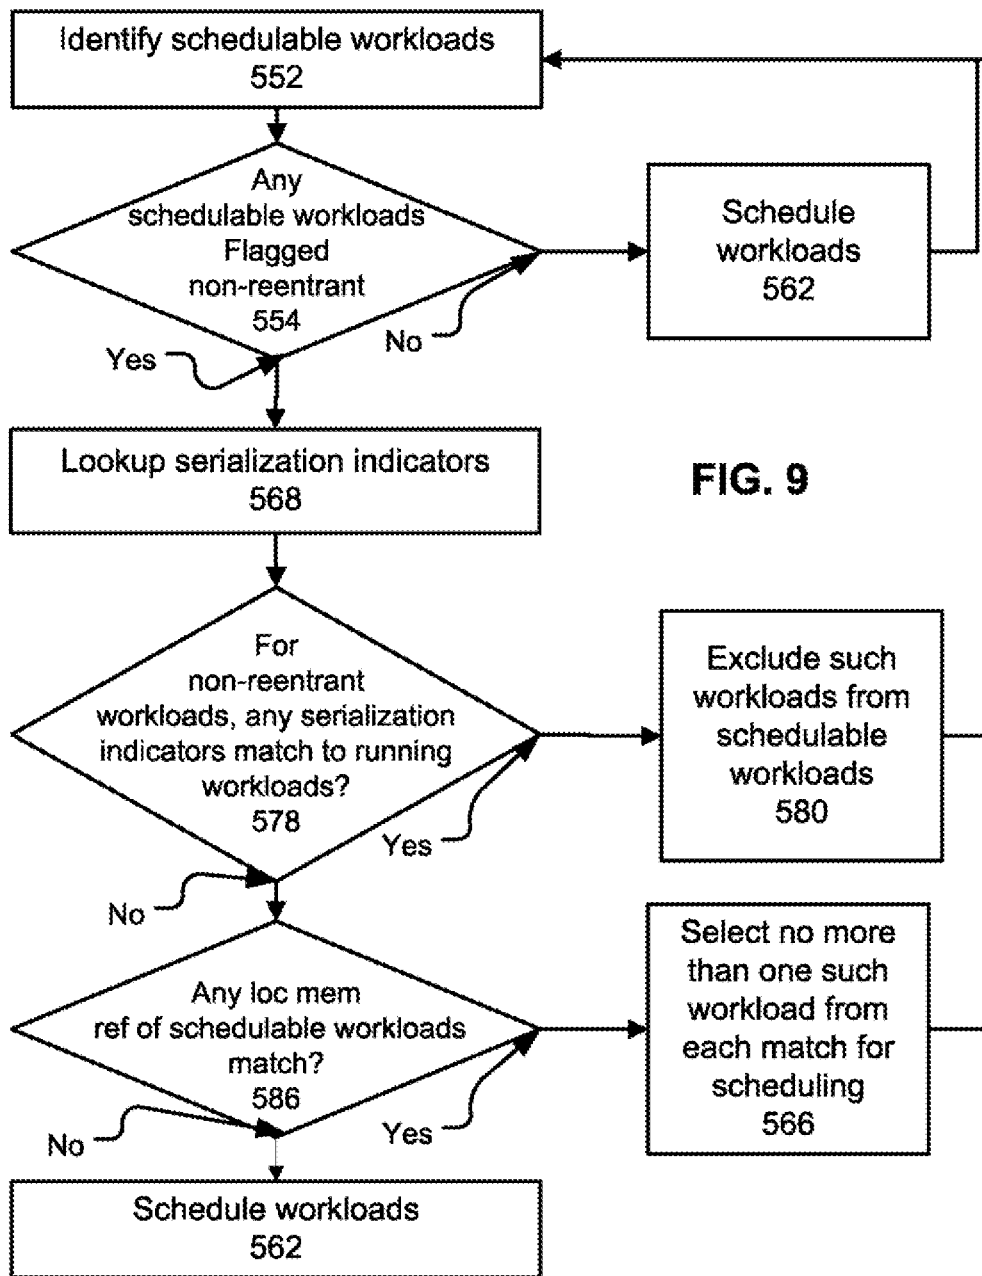 Identify schedulable workloads
552
Any
schedulable workloads
Flagged
non-reentrant
554
Schedule
workloads
562
No
Yes
Lookup serialization indicators
568
FIG. 9
For
non-reentrant
workloads, any serialization
indicators match to running
workloads?
578
Exclude such
workloads from
schedulable
workloads
580
Yes
No
Any loc mem
ref of schedulable workloads
match?
586
Select no more
than one such
workload from
each match for
scheduling
566
No
Yes
Schedule workloads
562